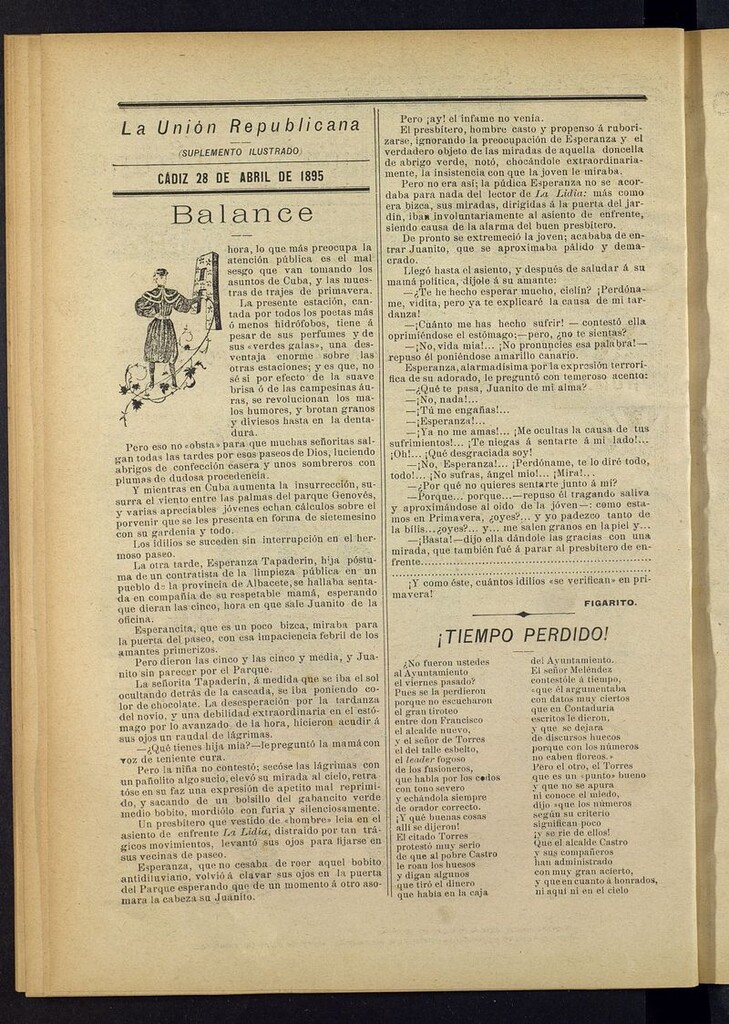 La Unión Republicana
(SUPLEMENTO ILUSTRADO)
CÁDIZ 28 DE ABRIL DE 1895
Balance
hora, lo que más preocupa la
atención pública es el mal
sesgo que van tomando los
asuntos de Cuba, y las mues-
tras de trajes de primavera.
La presente estación, can-
tada por todos los poetas más
ó menos hidrófobos, tiene á
pesar de sus perfumes y de
sus «verdes galas», una des-
ventaja enorme sobre las
otras estaciones; y es que, no
sé si por efecto de la suave
brisa ó de las campesinas áu-
ras, se revolucionan los ma-
los humores, y brotan granos
y diviesos hasta en la denta-
dura.
Pero eso no «obsta» para que muchas señoritas sal-
gan todas las tardes por esos paseos de Dios, luciendo
abrigos de confección casera y unos sombreros con
plumas de dudosa procedencia.
Y mientras en Cuba aumenta la insurrección, su-
surra el viento entre las palmas del parque Genovés,
y varias apreciables jóvenes echan cálculos sobre el
porvenir que se les presenta en forma de sietemesino
con su gardenia y todo.
Los idilios se suceden sin interrupción en el her-
moso paseo.
La otra tarde, Esperanza Tapaderin, hija póstu-
ma de un contratista de la limpieza pública en un
pueblo de la provincia de Albacete, se hallaba senta-
da en compañia de su respetable mamá, esperando
que dieran las cinco, hora en que sale Juanito de la
oficina.
Esperancita, que es un poco bizca, miraba para
la puerta del paseo, con esa impaciencia febril de los
amantes primerizos.
Pero dieron las cinco y las cinco y media, y Jua-
nito sin parecer por el Parque.
La señorita Tapaderin, á medida que se iba el sol
ocultando detrás de la cascada, se iba poniendo co-
lor de chocolate. La desesperación por la tardanza
del novio, y una debilidad extraordinaria en el estó-
mago por lo avanzado de la hora, hicieron acudir á
sus ojos un raudal de lágrimas.
—¿Qué tienes hija mia?—le preguntó la mamá con
voz de teniente cura.
Pero la niña no contestó; secóse las lágrimas con
un pañolito algo sucio, elevó su mirada al cielo, retra
tóse en su faz una expresión de apetito mal reprimi-
do, y sacando de un bolsillo del gabancito verde
medio bobito, mordiólo con furia y silenciosamente.
Un presbítero que vestido de «hombre» leia en el
asiento de enfrente La Lidia, distraido por tan trá-
gicos movimientos, levantó sus ojos para fijarse en
sus vecinas de paseo.
Esperanza, que no cesaba de roer aquel bobito
antidiluviano, volvió á clavar sus ojos en la puerta
del Parque esperando que de un momento á otro aso-
mara la cabeza su Juanito.
Pero ¡ay! el infame no venía.
El presbítero, hombre casto y propenso á rubori-
zarse, ignorando la preocupación de Esperanza y el
verdadero objeto de las miradas de aquella doncella
de abrigo verde, notó, chocándole extraordinaria-
mente, la insistencia con que la joven le miraba.
Pero no era así; la púdica Esperanza no se acor-
daba para nada del lector de La Lidia: más como
era bizca, sus miradas, dirigidas á la puerta del jar-
dín, iban involuntariamente al asiento de enfrente,
siendo causa de la alarma del buen presbítero.
De pronto se extremeció la joven; acababa de en-
trar Juanito, que se aproximaba pálido y dema-
crado.
Llegó hasta el asiento, y después de saludar á su
mamá política, díjole á su amante:
—¿Te he hecho esperar mucho, cielín? ¡Perdóna-
me, vidita, pero ya te explicaré la causa de mi tar-
danza!
—¡Cuánto me has hecho sufrir! — contestó ella
oprimiéndose el estómago;—pero, ¿no te sientas?
—¡No, vida mia!... ¡No pronuncies esa palabra!—
repuso él poniéndose amarillo canario.
Esperanza, alarmadísima por la expresión terrorí-
fica de su adorado, le preguntó con temeroso acento:
—¿Qué te pasa, Juanito de mi alma?
—¡No, nada!...
—¡Tú me engañas!...
—¡Esperanza!...
—¡Ya no me amas!... ¡Me ocultas la causa de tus
sufrimientos!... ¡Te niegas á sentarte á mi lado!...
¡Oh!... ¡Qué desgraciada soy!
—¡No, Esperanza!... ¡Perdóname, te lo diré todo,
todo!... ¡No sufras, ángel mio!... ¡Mira!...
—¿Por qué no quieres sentarte junto á mí?
—Porque... porque...—repuso él tragando saliva
y aproximándose al oido de la jóven—: como esta-
mos en Primavera, ¿oyes?... y yo padezco tanto de
la bilis...¿oyes?... y... me salen granos en la piel y...
—¡Basta!—dijo ella dándole las gracias con una
mirada, que también fué á parar al presbítero de en-
frente..............
¡Y como éste, cuántos idilios «se verifican» en pri-
mavera!
FIGARITO.
¡TIEMPO PERDIDO!
¿No fueron ustedes
al Ayuntamiento
el viernes pasado?
Pues se la perdieron
porque no escucharon
el gran tiroteo
entre don Francisco
el alcalde nuevo,
y el señor de Torres
el del talle esbelto,
el leader fogoso
de los fusioneros,
que habla por los codos
con tono severo
y echándola siempre
de orador correcto.
¡Y qué buenas cosas
allí se dijeron!
El citado Torres
protestó muy serio
de que al pobre Castro
le roan los huesos
y digan algunos
que tiró el dinero
que había en la caja
del Ayuntamiento.
El señor Meléndez
contestóle á tiempo,
«que él argumentaba
con datos muy ciertos
que en Contaduria
escritos le dieron,
y que se dejara
de discursos huecos
porque con los números
no caben floreos.»
Pero el otro, el Torres
que es un «punto» bueno
y que no se apura
ni conoce el miedo,
dijo «que los números
según su criterio
significan poco
¡y se rie de ellos!
Que el alcalde Castro
y sus compañeros
han administrado
con muy gran acierto,
y que en cuanto á honrados,
ni aquí ni en el cielo